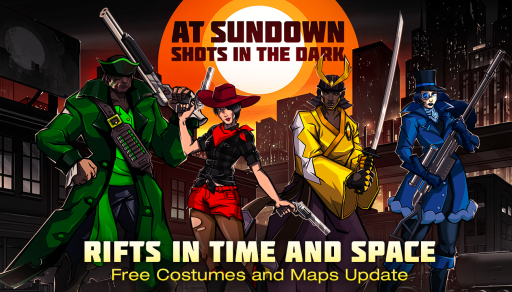 AT SUNDOWN
SHOTS IN THE DARK
RIFTS IN TIME AND SPACE
Free Costumes and Maps Update